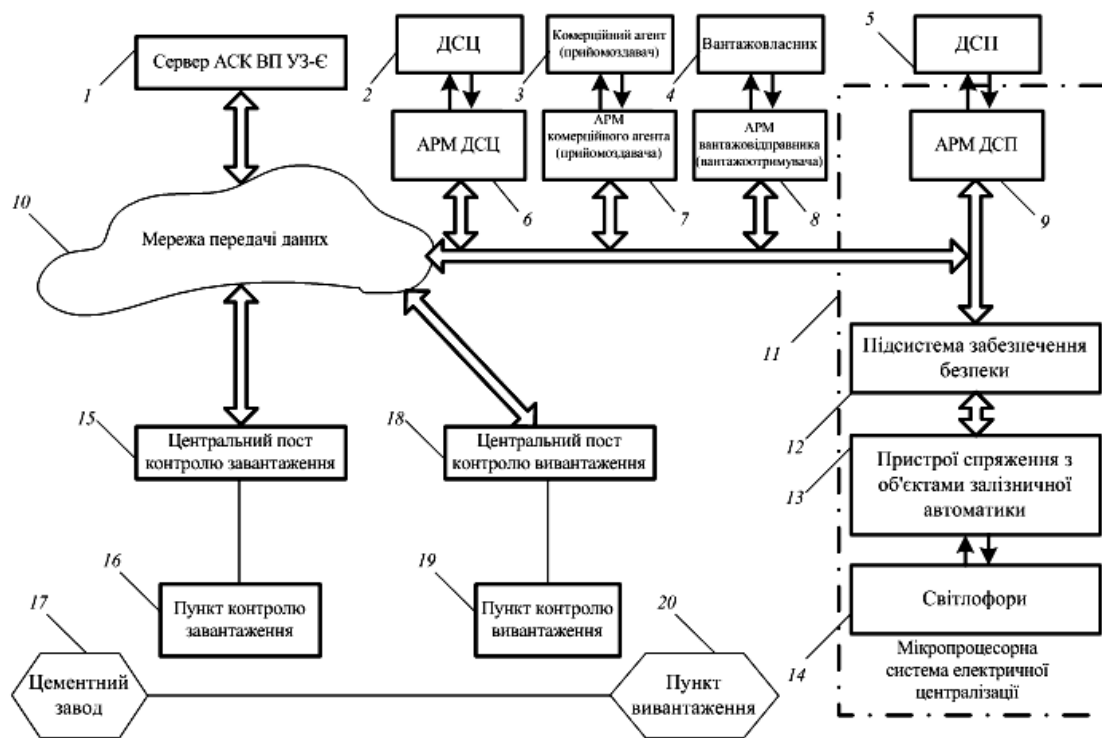 1
Сервер АСК ВП УЗ-Є
2
ДСЦ
3
Комерційний агент
(прийомоздавач)
4
Вантажовласник
5
ДСП
АРМ ДСЦ
6
АРМ
комерційного агента
(прийомоздавача)
7
АРМ
вантажовідправника
(вантажоотримувача)
8
АРМ ДСП
9
10
Мережа передачі даних
11
Підсистема забезпечення
безпеки
12
13
Пристрої спряження з
об'єктами залізничної
автоматики
14
Світлофори
Мікропроцесорна
система електричної
централізації
15
Центральний пост
контролю завантаження
18
Центральний пост
контролю вивантаження
16
Пункт контролю
завантаження
19
Пункт контролю
вивантаження
17
Цементний
завод
20
Пункт
вивантаження